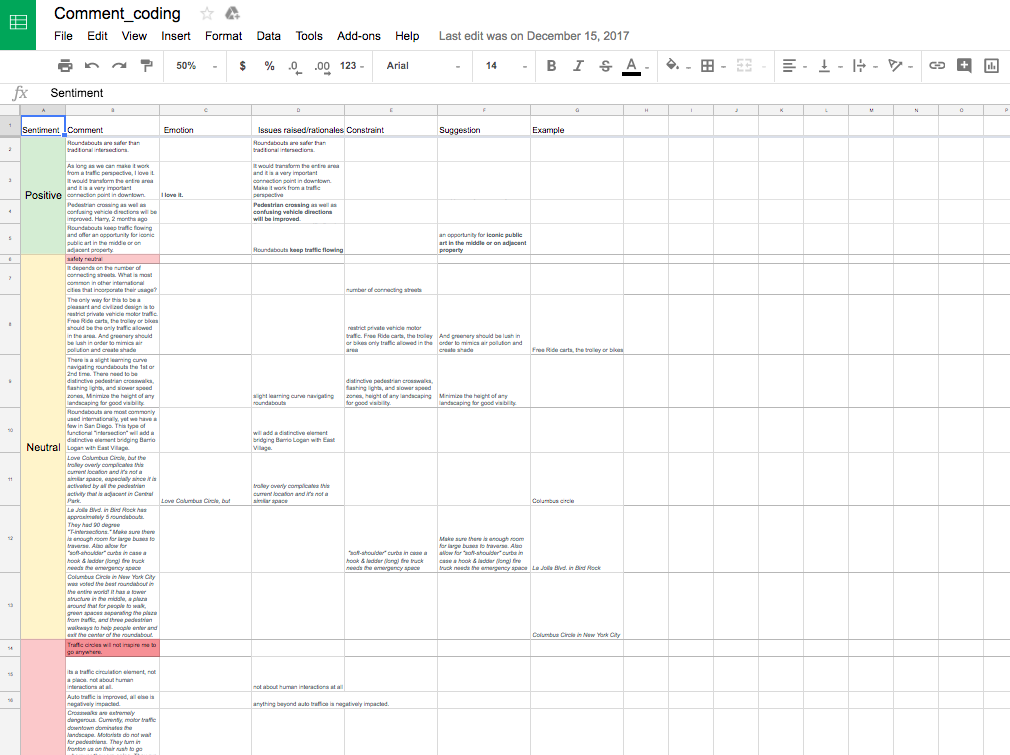 Comment_coding
File Edit View Insert Format Data Tools Add-ons Help Last edit was on December 15, 2017
50% $ % .0 .00 123 Arial 14 B I S A
fx Sentiment
A B C D E F G H I J K L M N O P
1 Sentiment Comment Emotion Issues raised/rationales Constraint Suggestion Example
2
Roundabouts are safer than
traditional intersections.
Roundabouts are safer than
traditional intersections.
Positive
3
As long as we can make it work
from a traffic perspective, I love it.
It would transform the entire area
and it is a very important
connection point in downtown.
I love it.
It would transform the entire area
and it is a very important
connection point in downtown.
Make it work from a traffic
perspective
4
Pedestrian crossing as well as
confusing vehicle directions will be
improved. Harry, 2 months ago
Pedestrian crossing as well as
confusing vehicle directions
will be improved.
5
Roundabouts keep traffic flowing
and offer an opportunity for iconic
public art in the middle or on
adjacent property.
Roundabouts keep traffic flowing
an opportunity for iconic public
art in the middle or on adjacent
property
6
safety neutral
Neutral
7
It depends on the number of
connecting streets. What is most
common in other international
cities that incorporate their usage?
number of connecting streets
8
The only way for this to be a
pleasant and civilized design is to
restrict private vehicle motor traffic.
Free Ride carts, the trolley or bikes
should be the only traffic allowed
in the area. And greenery should
be lush in order to mimics air
pollution and create shade
restrict private vehicle motor
traffic. Free Ride carts, the trolley
or bikes only traffic allowed in the
area
And greenery should be lush in
order to mimics air pollution and
create shade
Free Ride carts, the trolley or bikes
9
There is a slight learning curve
navigating roundabouts the 1st or
2nd time. There need to be
distinctive pedestrian crosswalks,
flashing lights, and slower speed
zones, Minimize the height of any
landscaping for good visibility.
slight learning curve navigating
roundabouts
distinctive pedestrian crosswalks,
flashing lights, and slower speed
zones, height of any landscaping
for good visibility.
Minimize the height of any
landscaping for good visibility.
10
Roundabouts are most commonly
used internationally, yet we have a
few in San Diego. This type of
functional "intersection" will add a
distinctive element bridging Barrio
Logan with East Village.
will add a distinctive element
bridging Barrio Logan with East
Village.
11
Love Columbus Circle, but the
trolley overly complicates this
current location and it's not a
similar space, especially since it is
activated by all the pedestrian
activity that is adjacent in Central
Park.
Love Columbus Circle, but
trolley overly complicates this
current location and it's not a
similar space
Columbus circle
12
La Jolla Blvd. in Bird Rock has
approximately 5 roundabouts.
They had 90 degree
"T-intersections." Make sure there
is enough room for large buses to
traverse. Also allow for
"soft-shoulder" curbs in case a
hook & ladder (long) fire truck
needs the emergency space
"soft-shoulder" curbs in case a
hook & ladder (long) fire truck
needs the emergency space
Make sure there is enough room
for large buses to traverse. Also
allow for "soft-shoulder" curbs in
case a hook & ladder (long) fire
truck needs the emergency space
La Jolla Blvd. in Bird Rock
13
Columbus Circle in New York City
was voted the best roundabout in
the entire world! It has a tower
structure in the middle, a plaza
around that for people to walk,
green spaces separating the plaza
from traffic, and three pedestrian
walkways to help people enter and
exit the center of the roundabout.
Columbus Circle in New York City
14
Traffic circles will not inspire me to
go anywhere.
15
Its a traffic circulation element, not
a place. not about human
interactions at all.
not about human interactions at all
16
Auto traffic is improved, all else is
negatively impacted.
anything beyond auto traffice is negatively impacted.
Crosswalks are extremely
dangerous. Currently, motor traffic
downtown dominates the
landscape. Motorists do not wait
for pedestrians. They turn in
fronton us on their rush to go